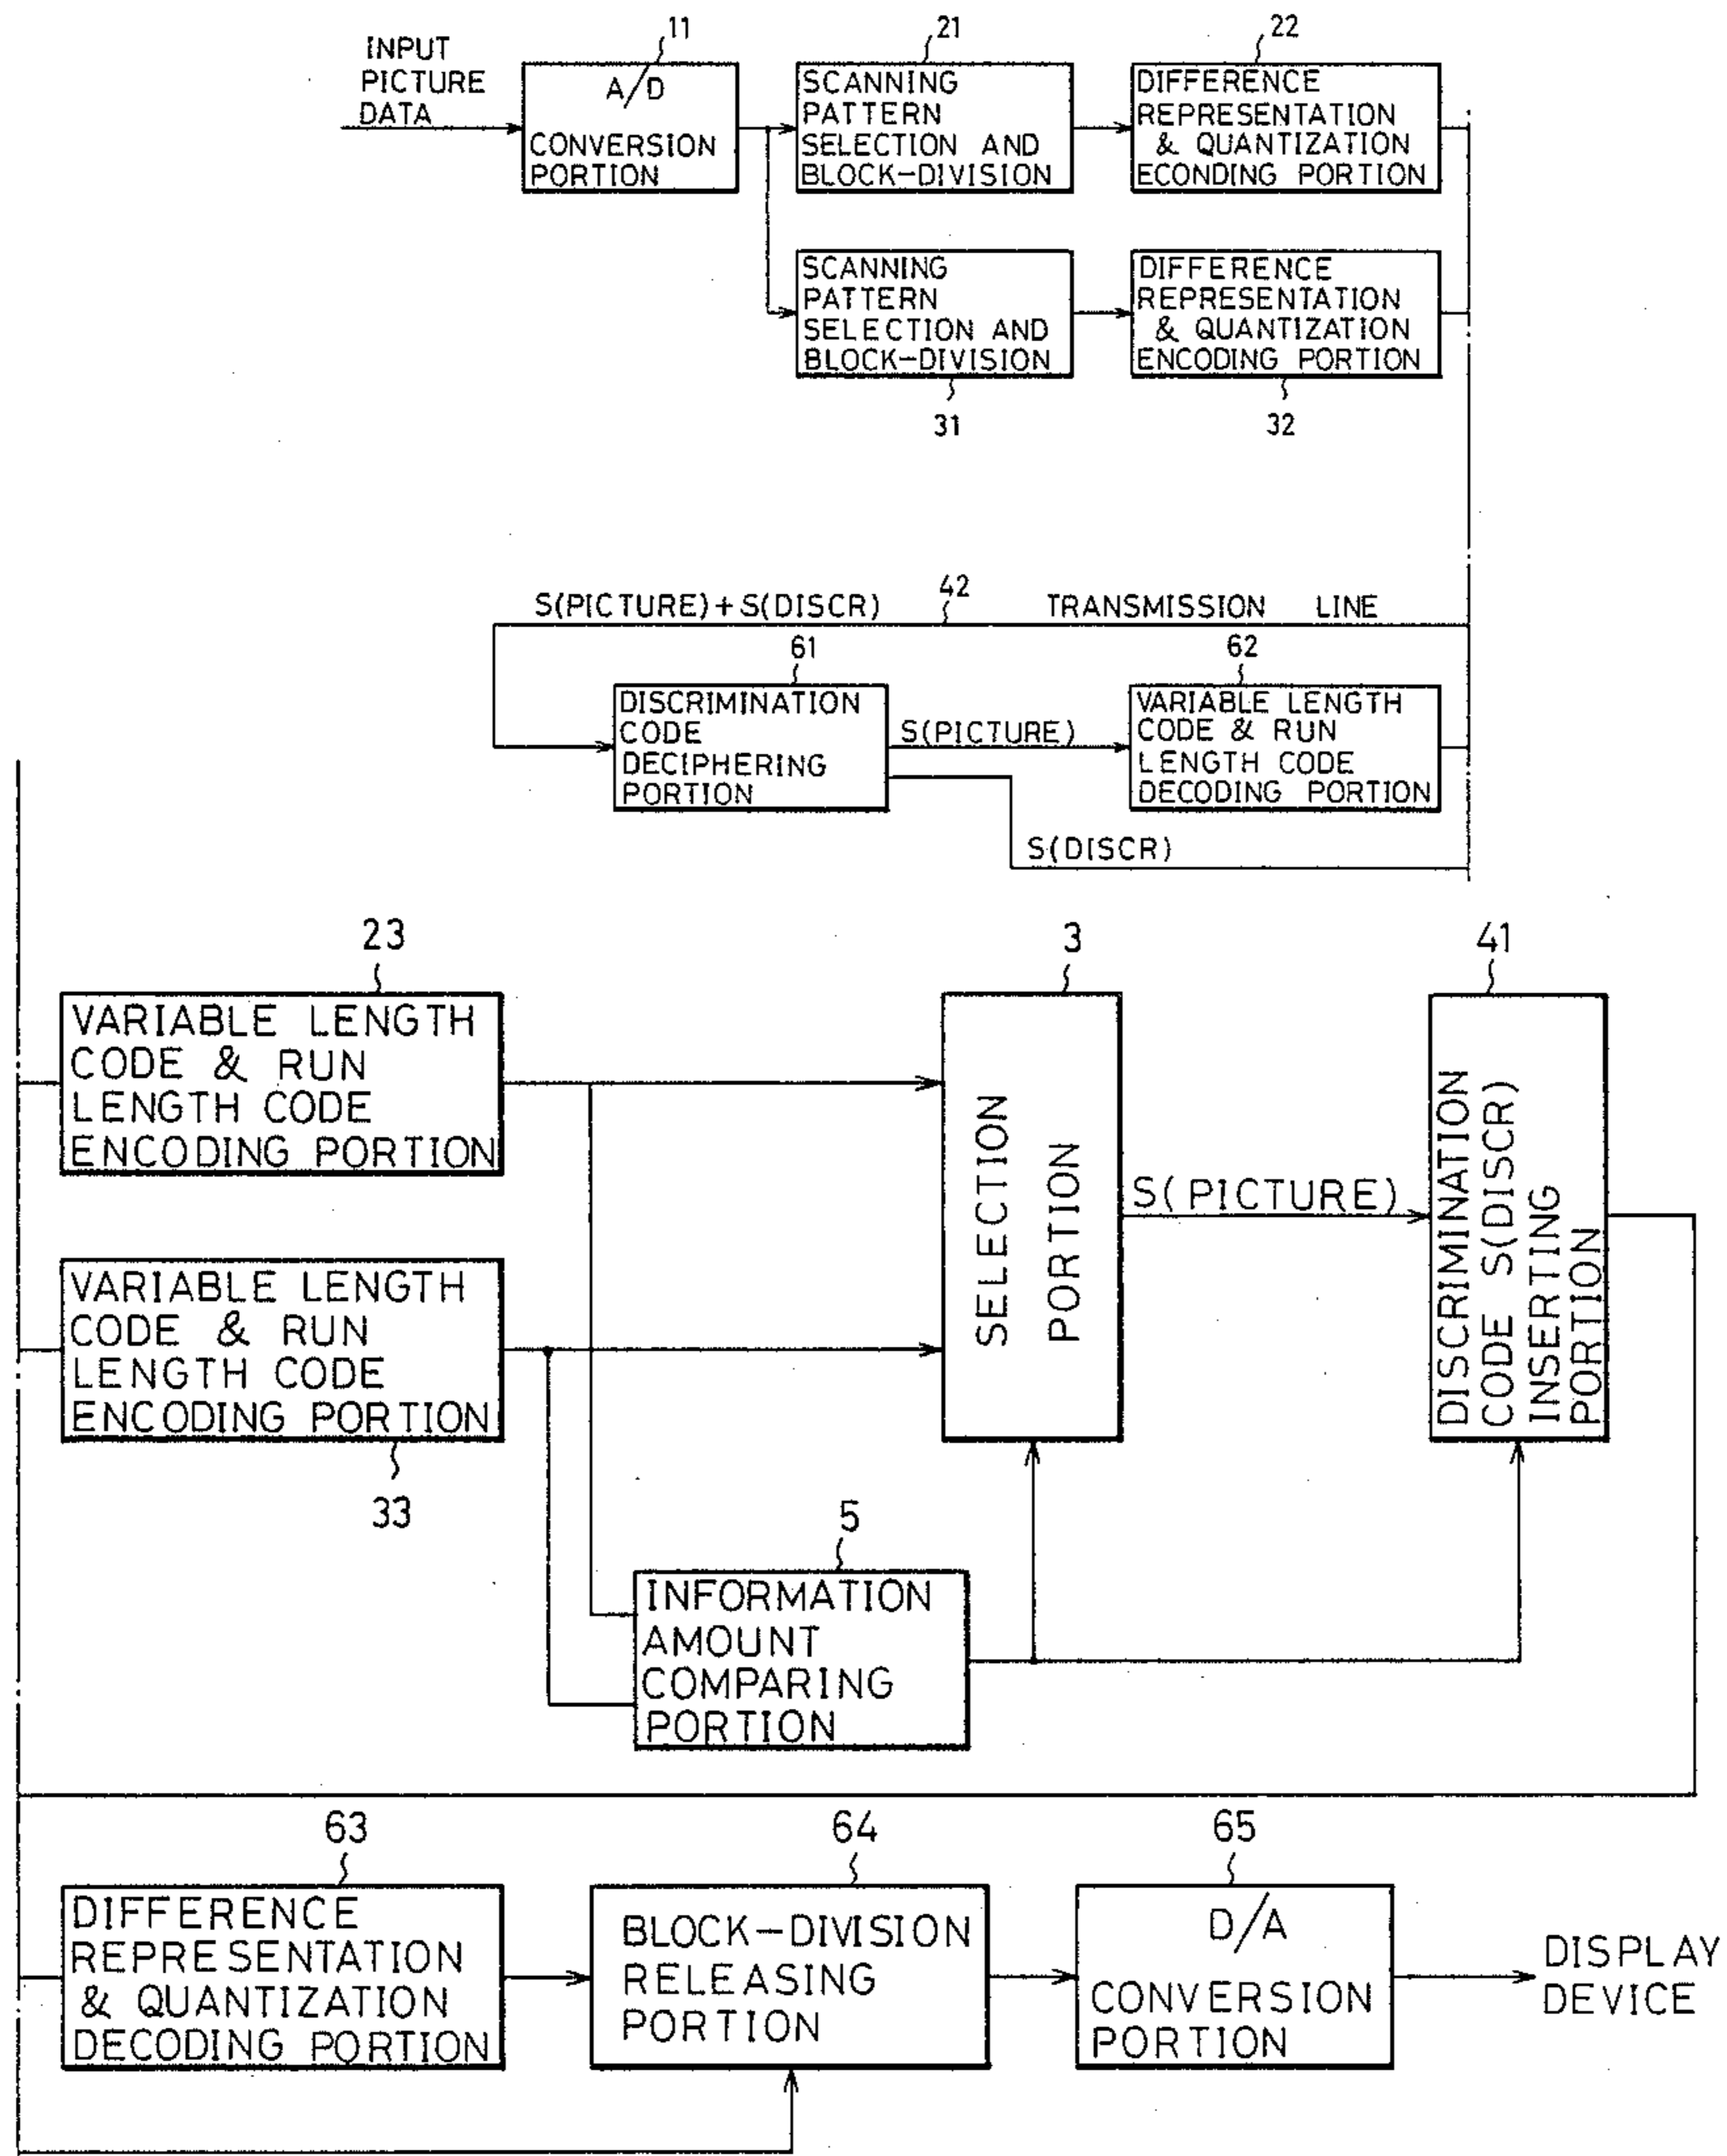 INPUT
PICTURE
DATA
11
A/D
CONVERSION
PORTION
21
SCANNING
PATTERN
SELECTION AND
BLOCK-DIVISION
22
DIFFERENCE
REPRESENTATION
& QUANTIZATION
ECONDING PORTION
SCANNING
PATTERN
SELECTION AND
BLOCK-DIVISION
31
DIFFERENCE
REPRESENTATION
& QUANTIZATION
ENCODING PORTION
32
S(PICTURE)+S(DISCR)
42
TRANSMISSION LINE
61
DISCRIMINATION
CODE
DECIPHERING
PORTION
S(PICTURE)
62
VARIABLE LENGTH
CODE & RUN
LENGTH CODE
DECODING PORTION
S(DISCR)
23
VARIABLE LENGTH
CODE & RUN
LENGTH CODE
ENCODING PORTION
3
SELECTION
PORTION
S(PICTURE)
41
DISCRIMINATION
CODE S(DISCR)
INSERTING
PORTION
VARIABLE LENGTH
CODE & RUN
LENGTH CODE
ENCODING PORTION
33
5
INFORMATION
AMOUNT
COMPARING
PORTION
63
DIFFERENCE
REPRESENTATION
& QUANTIZATION
DECODING PORTION
64
BLOCK-DIVISION
RELEASING
PORTION
65
D/A
CONVERSION
PORTION
DISPLAY
DEVICE